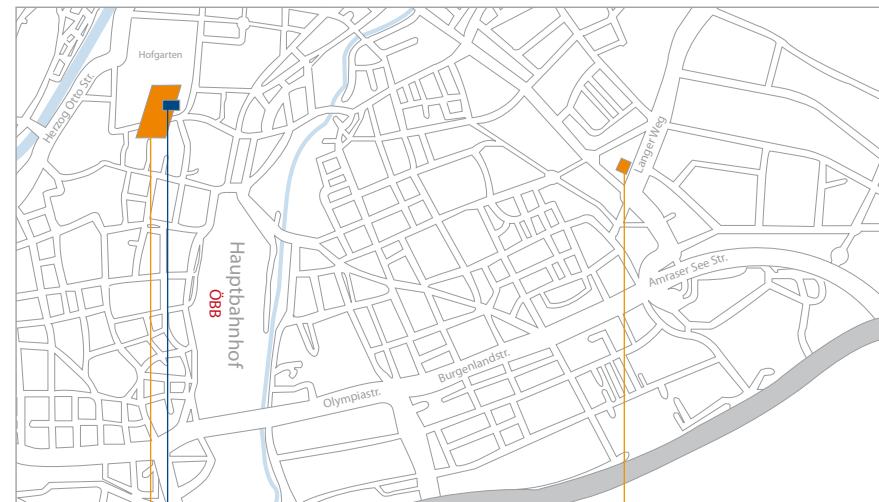 Hofgarten
Herzog Otto Str.
Langer Weg
Hauptbahnhof
ÖBB
Amraser See Str.
Burgenlandstr.
Olympiastr.